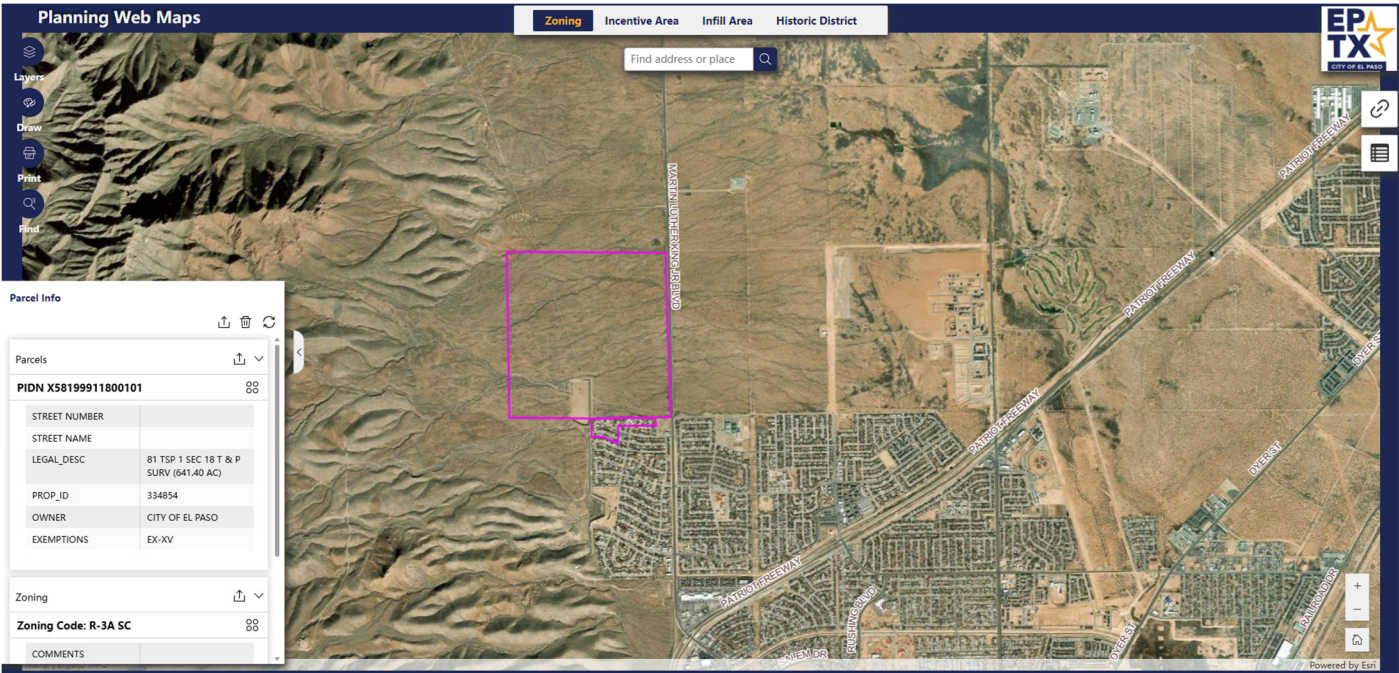 Planning Web Maps
Zoning
Incentive Area
Infill Area
Historic District
EP
TX
CITY OF EL PASO
Find address or place
Layers
Draw
Print
Find
MARTIN LUTHER KING JR BLVD
PATRIOT FREEWAY
PATRIOT FREEWAY
PATRIOT FREEWAY
PATRIOT FREEWAY
DYER ST
DYER ST
DYER ST
RUSHING BLVD
SALEM DR
RAILROAD DR
Parcel Info
Parcels
PIDN X58199911800101
STREET NUMBER
STREET NAME
LEGAL_DESC 81 TSP 1 SEC 18 T & P
SURV (641.40 AC)
PROP_ID 334854
OWNER CITY OF EL PASO
EXEMPTIONS EX-XV
Zoning
Zoning Code: R-3A SC
COMMENTS
Powered by Esri